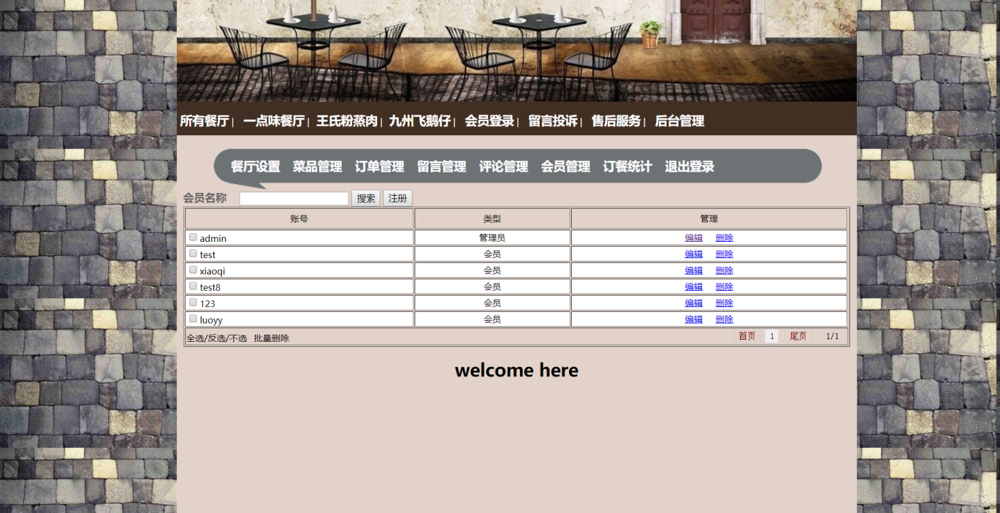 所有餐厅 | 一点味餐厅 | 王氏粉蒸肉 | 九州飞鹅仔 | 会员登录 | 留言投诉 | 售后服务 | 后台管理
餐厅设置 菜品管理 订单管理 留言管理 评论管理 会员管理 订餐统计 退出登录
会员名称 搜索 注册
账号 类型 管理
admin 管理员 编辑 删除
test 会员 编辑 删除
xiaoqi 会员 编辑 删除
test8 会员 编辑 删除
123 会员 编辑 删除
luoyy 会员 编辑 删除
全选/反选/不选 批量删除 首页 1 尾页 1/1
welcome here